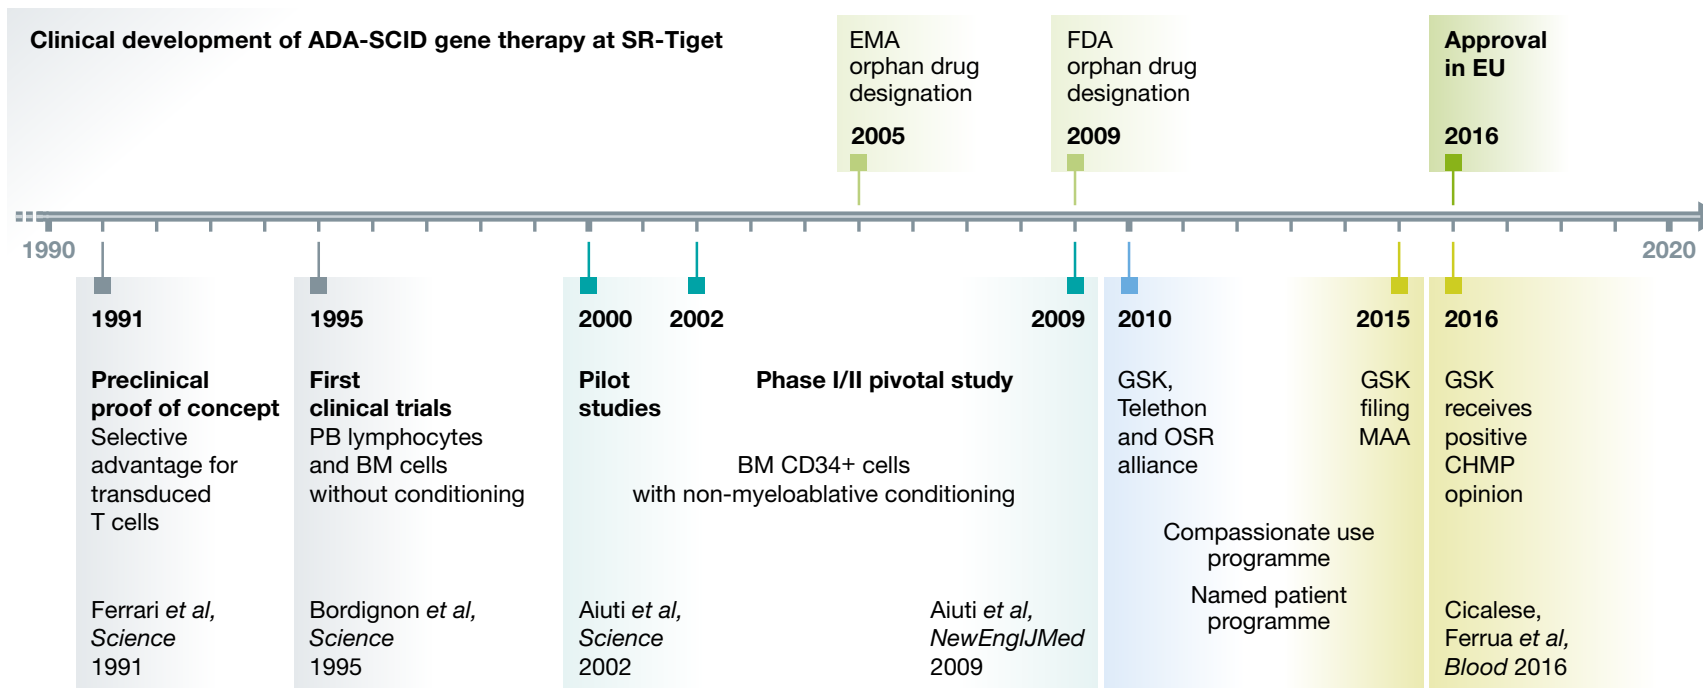 Clinical development of ADA-SCID gene therapy at SR-Tiget
EMA
orphan drug
designation
2005
FDA
orphan drug
designation
2009
Approval
in EU
2016
1990
2020
1991
Preclinical
proof of concept
Selective
advantage for
transduced
T cells
Ferrari et al,
Science
1991
1995
First
clinical trials
PB lymphocytes
and BM cells
without conditioning
Bordignon et al,
Science
1995
2000
2002
2009
Pilot
studies
Phase I/II pivotal study
BM CD34+ cells
with non-myeloablative conditioning
Aiuti et al,
Science
2002
Aiuti et al,
NewEnglJMed
2009
2010
GSK,
Telethon
and OSR
alliance
2015
GSK
filing
MAA
Compassionate use
programme
Named patient
programme
2016
GSK
receives
positive
CHMP
opinion
Cicalese,
Ferrua et al,
Blood 2016